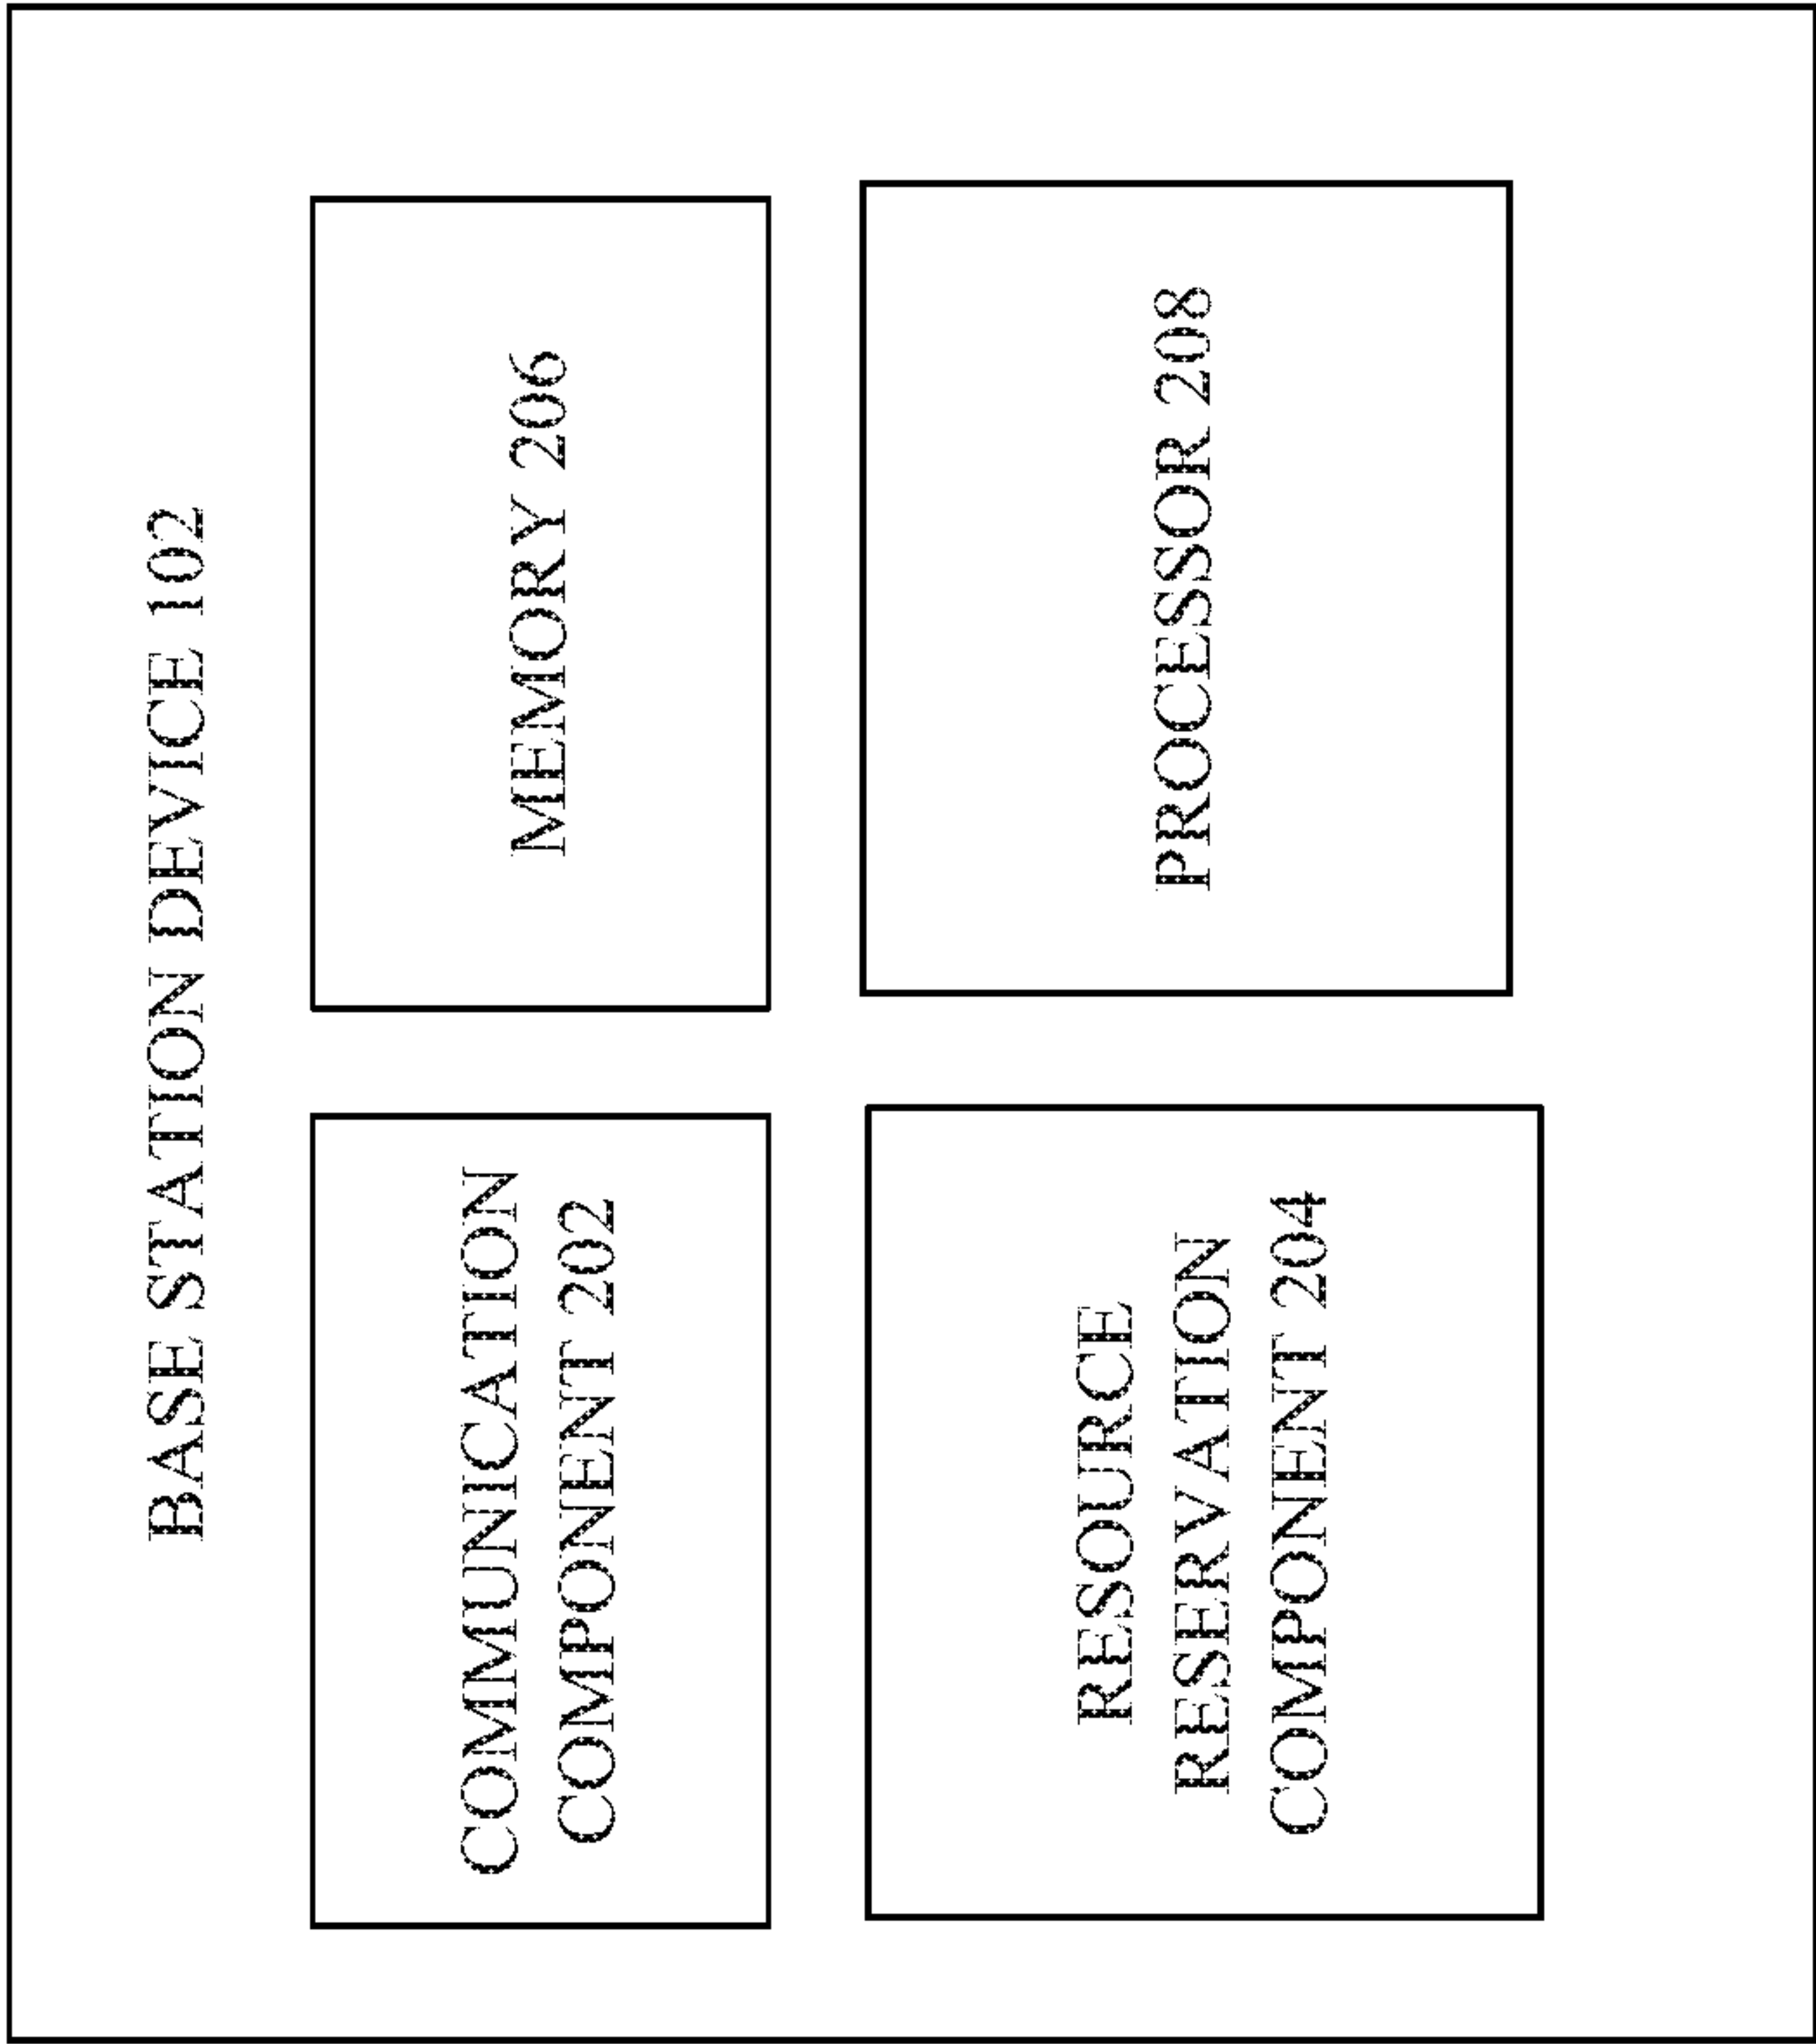 BASE STATION DEVICE 102
COMMUNICATION
COMPONENT 202
MEMORY 206
RESOURCE
RESERVATION
COMPONENT 204
PROCESSOR 208